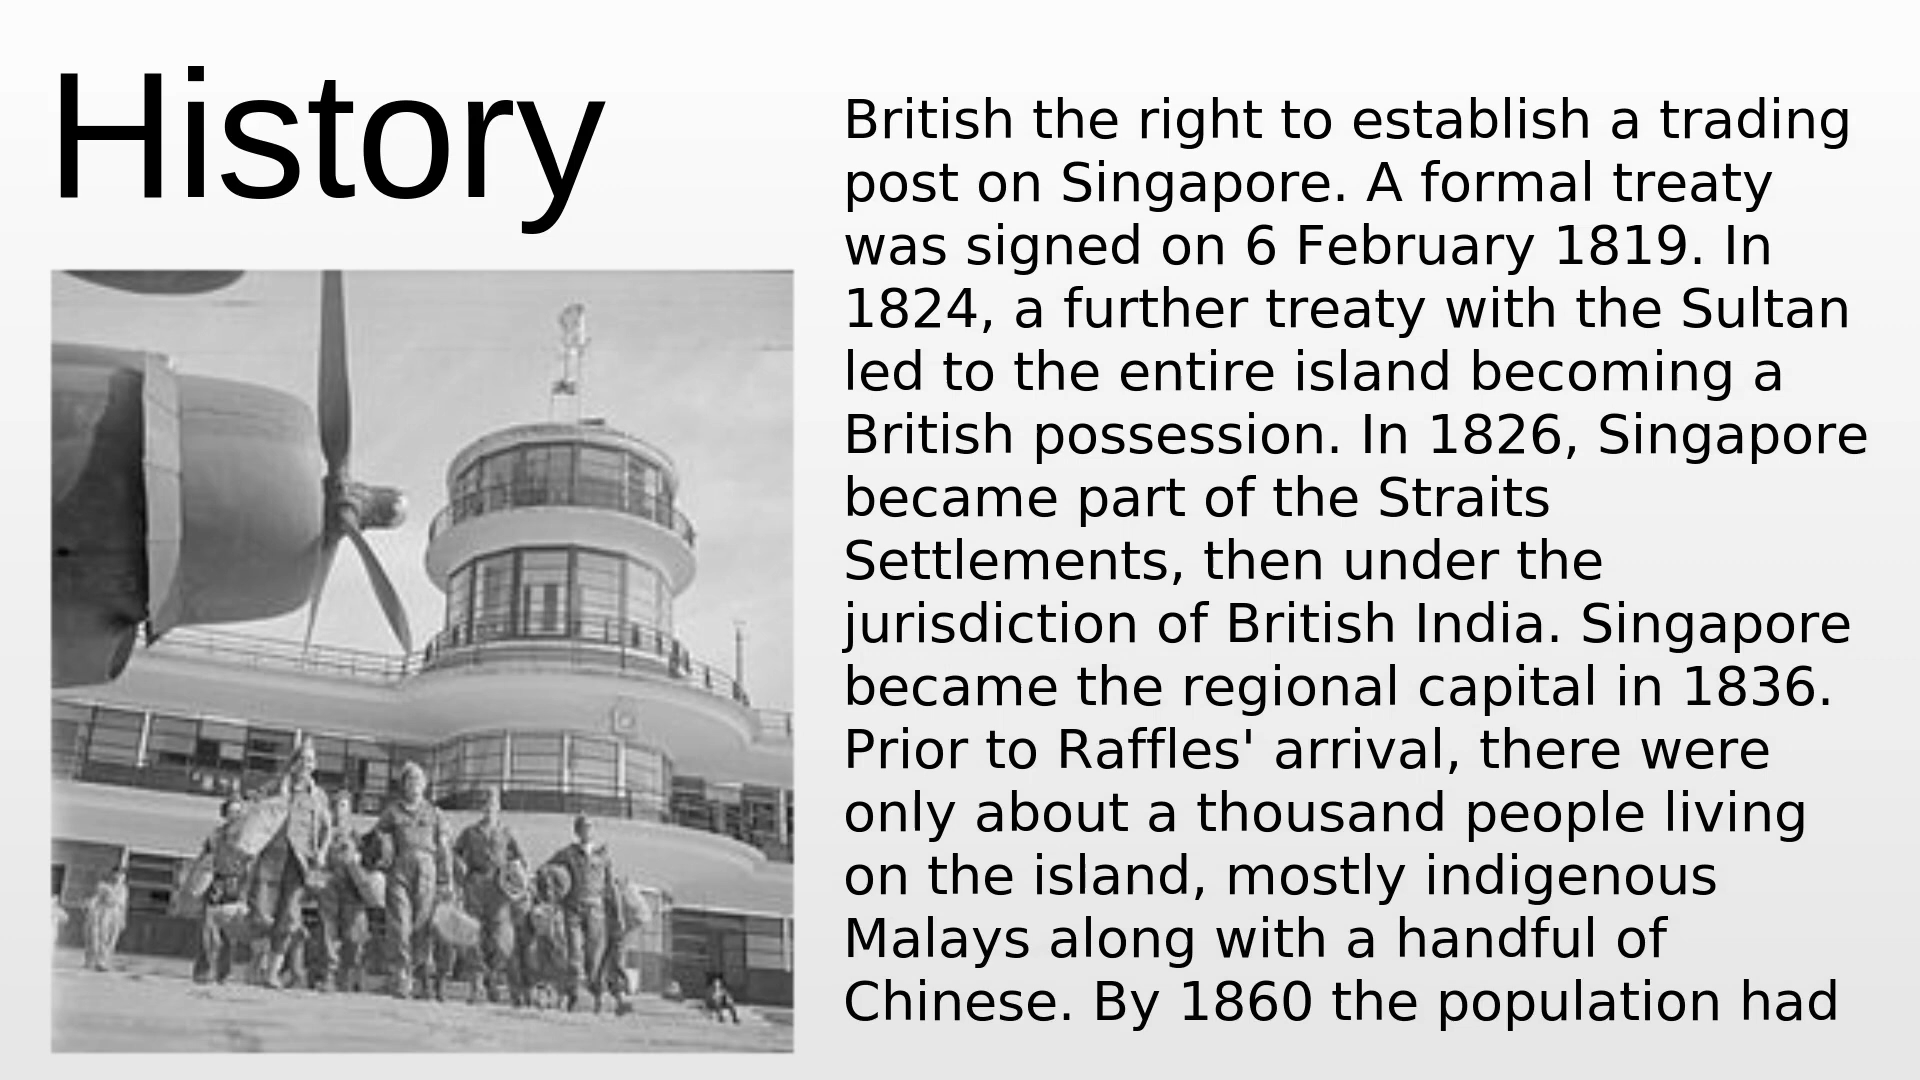 History
British the right to establish a trading
post on Singapore. A formal treaty
was signed on 6 February 1819. In
1824, a further treaty with the Sultan
led to the entire island becoming a
British possession. In 1826, Singapore
became part of the Straits
Settlements, then under the
jurisdiction of British India. Singapore
became the regional capital in 1836.
Prior to Raffles' arrival, there were
only about a thousand people living
on the island, mostly indigenous
Malays along with a handful of
Chinese. By 1860 the population had